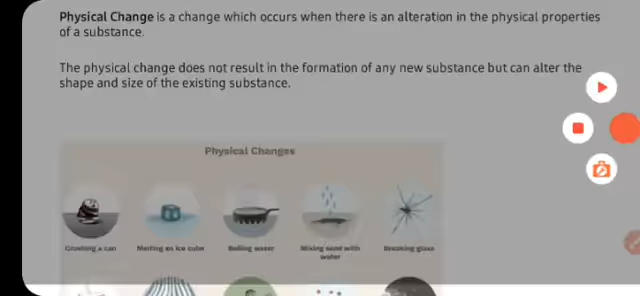 Physical Change is a change which occurs when there is an alteration in the physical properties
of a substance.
The physical change does not result in the formation of any new substance but can alter the
shape and size of the existing substance.
Physical Changes
Crushing a can
Melting an ice cube
Boiling water
Mixing sand with
water
Breaking glass